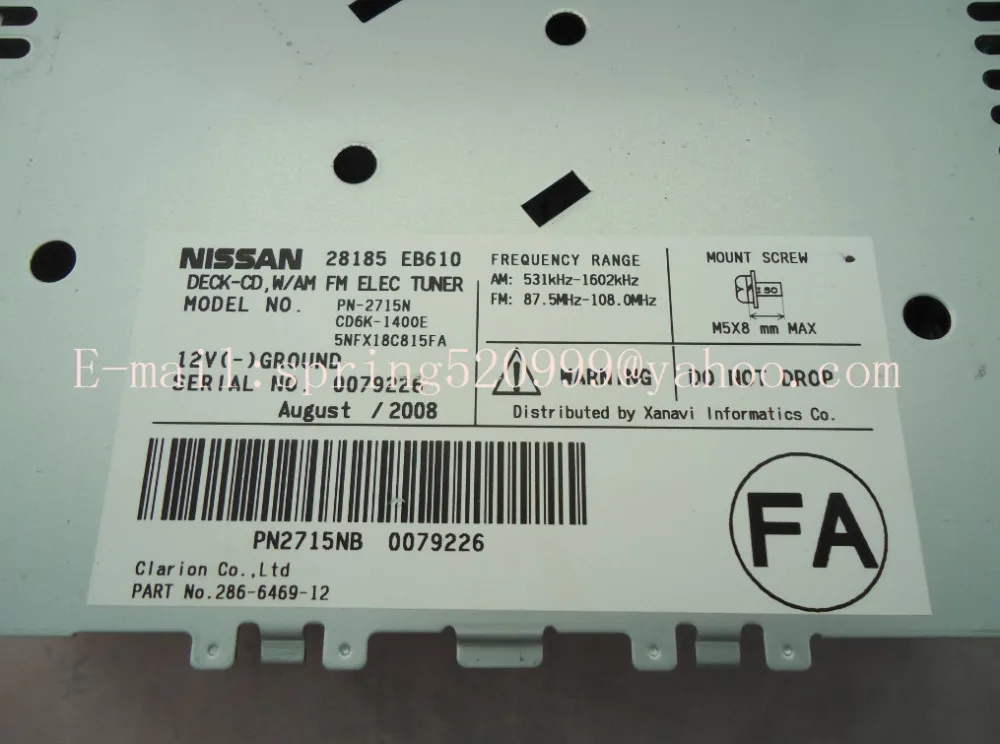 NISSAN 28185 EB610
DECK-CD,W/AM FM ELEC TUNER
MODEL NO. PN-2715N
CD6K-1400E
5NFX18C815FA
12V(-)GROUND
SERIAL NO. 0079226
August /2008
FREQUENCY RANGE
AM: 531kHz-1602kHz
FM: 87.5MHz-108.0MHz
MOUNT SCREW
ISO
M5X8 mm MAX
WARNING DO NOT DROP
Distributed by Xanavi Informatics Co.
E-mail:spring520999@yahoo.com
PN2715NB 0079226
Clarion Co.,Ltd
PART No.286-6469-12
FA